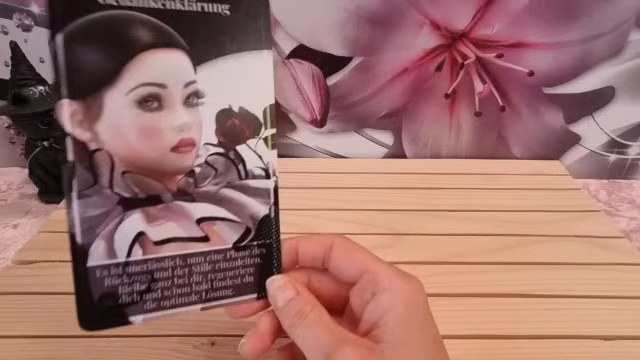 Gedankenklärung
Es ist unerlässlich, nun eine Phase des
Rückzugs und der Stille einzuleiten.
Bleibe ganz bei dir, regeneriere
dich und schon bald findest du
die optimale Lösung.